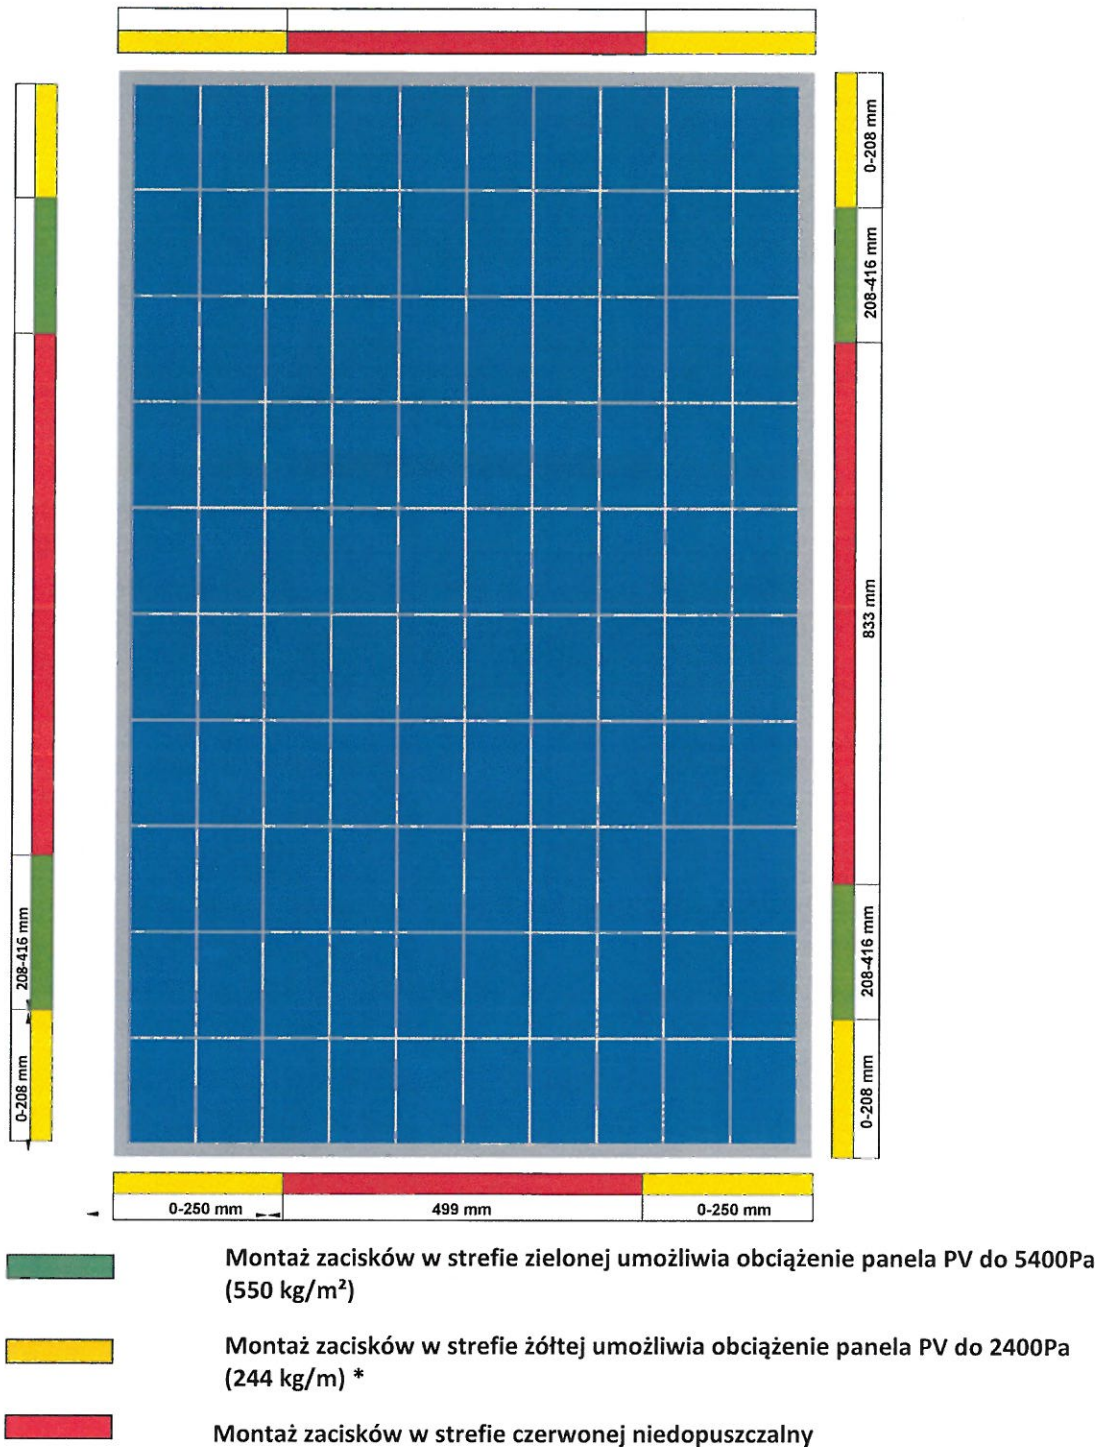 0-208 mm
208-416 mm
833 mm
208-416 mm
0-208 mm
208-416 mm
0-208 mm
0-250 mm
499 mm
0-250 mm
Montaż zacisków w strefie zielonej umożliwia obciążenie panela PV do 5400Pa
(550 kg/m²)
Montaż zacisków w strefie żółtej umożliwia obciążenie panela PV do 2400Pa
(244 kg/m) *
Montaż zacisków w strefie czerwonej niedopuszczalny